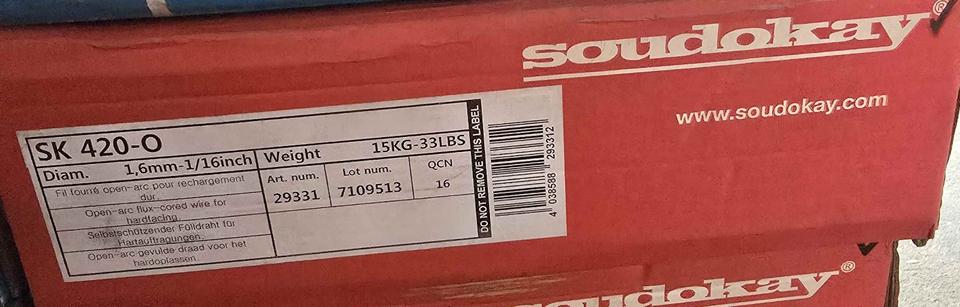 soudokay®
www.soudokay.com
SK 420-O
Diam. 1,6mm-1/16inch
Weight 15KG-33LBS
Art. num. Lot num. QCN
29331 7109513 16
Fil fourré open-arc pour rechargement
dur.
Open-arc flux-cored wire for
hardfacing.
Selbstschützender Fülldraht für
Hartauftragungen.
Open-arc gevulde draad voor het
hardoplassen.
DO NOT REMOVE THIS LABEL
4 038588 293312
soudokay®